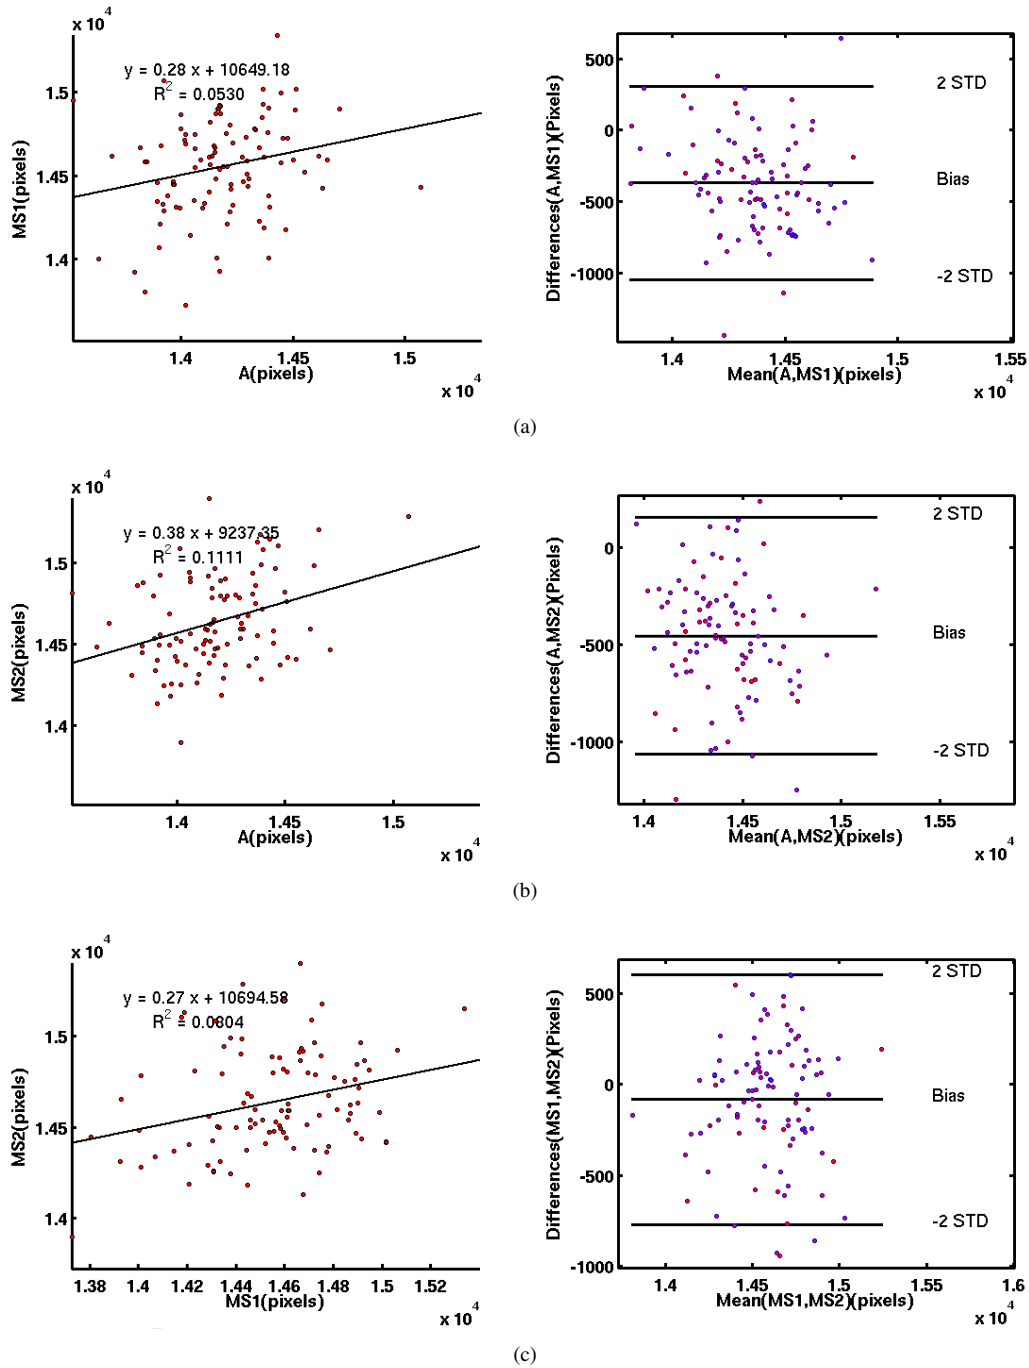 x 10^4
y = 0.28 x + 10649.18
R^2 = 0.0530
MS1(pixels)
1.5
1.45
1.4
1.4 1.45 1.5
A(pixels)
x 10^4
Differences(A,MS1)(Pixels)
500
0
-500
-1000
2 STD
Bias
-2 STD
1.4 1.45 1.5 1.55
Mean(A,MS1)(pixels)
x 10^4
(a)
x 10^4
y = 0.38 x + 9237.35
R^2 = 0.1111
MS2(pixels)
1.5
1.45
1.4
1.4 1.45 1.5
A(pixels)
x 10^4
Differences(A,MS2)(Pixels)
0
-500
-1000
2 STD
Bias
-2 STD
1.4 1.45 1.5 1.55
Mean(A,MS2)(pixels)
x 10^4
(b)
x 10^4
y = 0.27 x + 10694.58
R^2 = 0.0804
MS2(pixels)
1.5
1.45
1.4
1.38 1.4 1.42 1.44 1.46 1.48 1.5 1.52
MS1(pixels)
x 10^4
Differences(MS1,MS2)(Pixels)
500
0
-500
-1000
2 STD
Bias
-2 STD
1.4 1.45 1.5 1.55 1.6
Mean(MS1,MS2)(pixels)
x 10^4
(c)